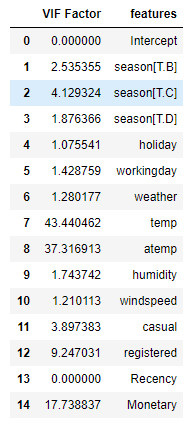 VIF Factor features
0 0.000000 Intercept
1 2.535355 season[T.B]
2 4.129324 season[T.C]
3 1.876366 season[T.D]
4 1.075541 holiday
5 1.428759 workingday
6 1.280177 weather
7 43.440462 temp
8 37.316913 atemp
9 1.743742 humidity
10 1.210113 windspeed
11 3.897383 casual
12 9.247031 registered
13 0.000000 Recency
14 17.738837 Monetary